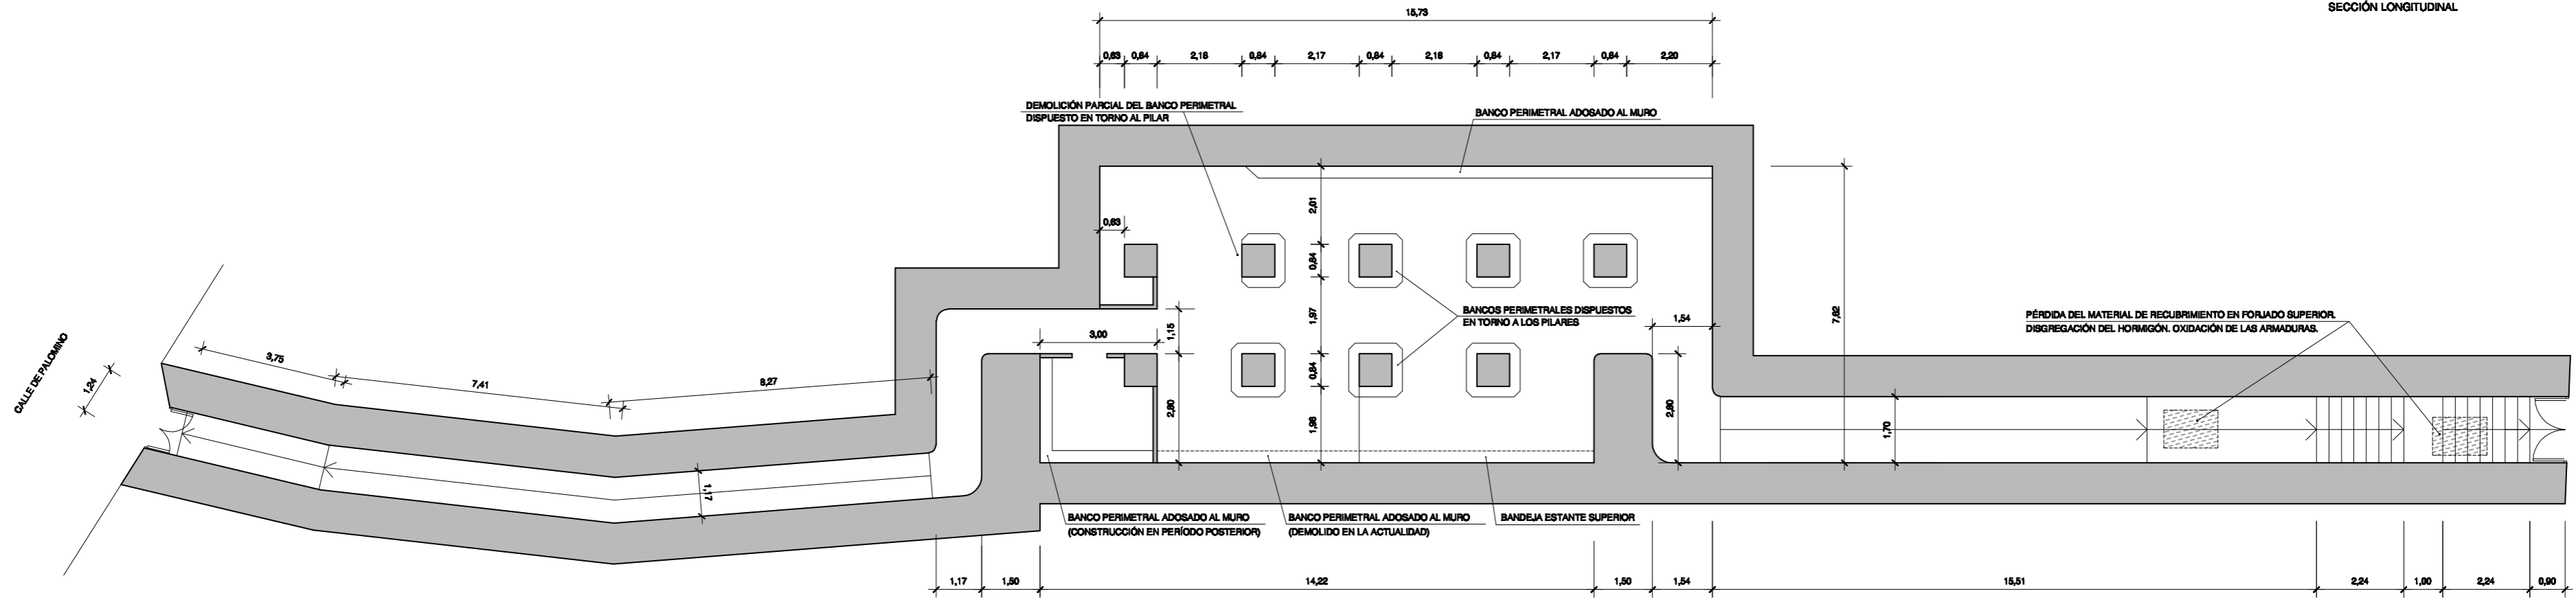 SECCIÓN LONGITUDINAL
15,73
0,63 0,84 2,18 0,84 2,17 0,84 2,18 0,84 2,17 0,84 2,20
DEMOLICIÓN PARCIAL DEL BANCO PERIMETRAL
DISPUESTO EN TORNO AL PILAR
BANCO PERIMETRAL ADOSADO AL MURO
2,01
0,63
0,84
1,97
0,84
1,98
7,62
BANCOS PERIMETRALES DISPUESTOS
EN TORNO A LOS PILARES
1,54
PÉRDIDA DEL MATERIAL DE RECUBRIMIENTO EN FORJADO SUPERIOR.
DISGREGACIÓN DEL HORMIGÓN. OXIDACIÓN DE LAS ARMADURAS.
3,00
1,15
2,80
2,80
1,70
CALLE DE PALOMINO
1,24
3,75
7,41
8,27
1,17
BANCO PERIMETRAL ADOSADO AL MURO
(CONSTRUCCIÓN EN PERÍODO POSTERIOR)
BANCO PERIMETRAL ADOSADO AL MURO
(DEMOLIDO EN LA ACTUALIDAD)
BANDEJA ESTANTE SUPERIOR
1,17 1,50 14,22 1,50 1,54 15,51 2,24 1,00 2,24 0,90